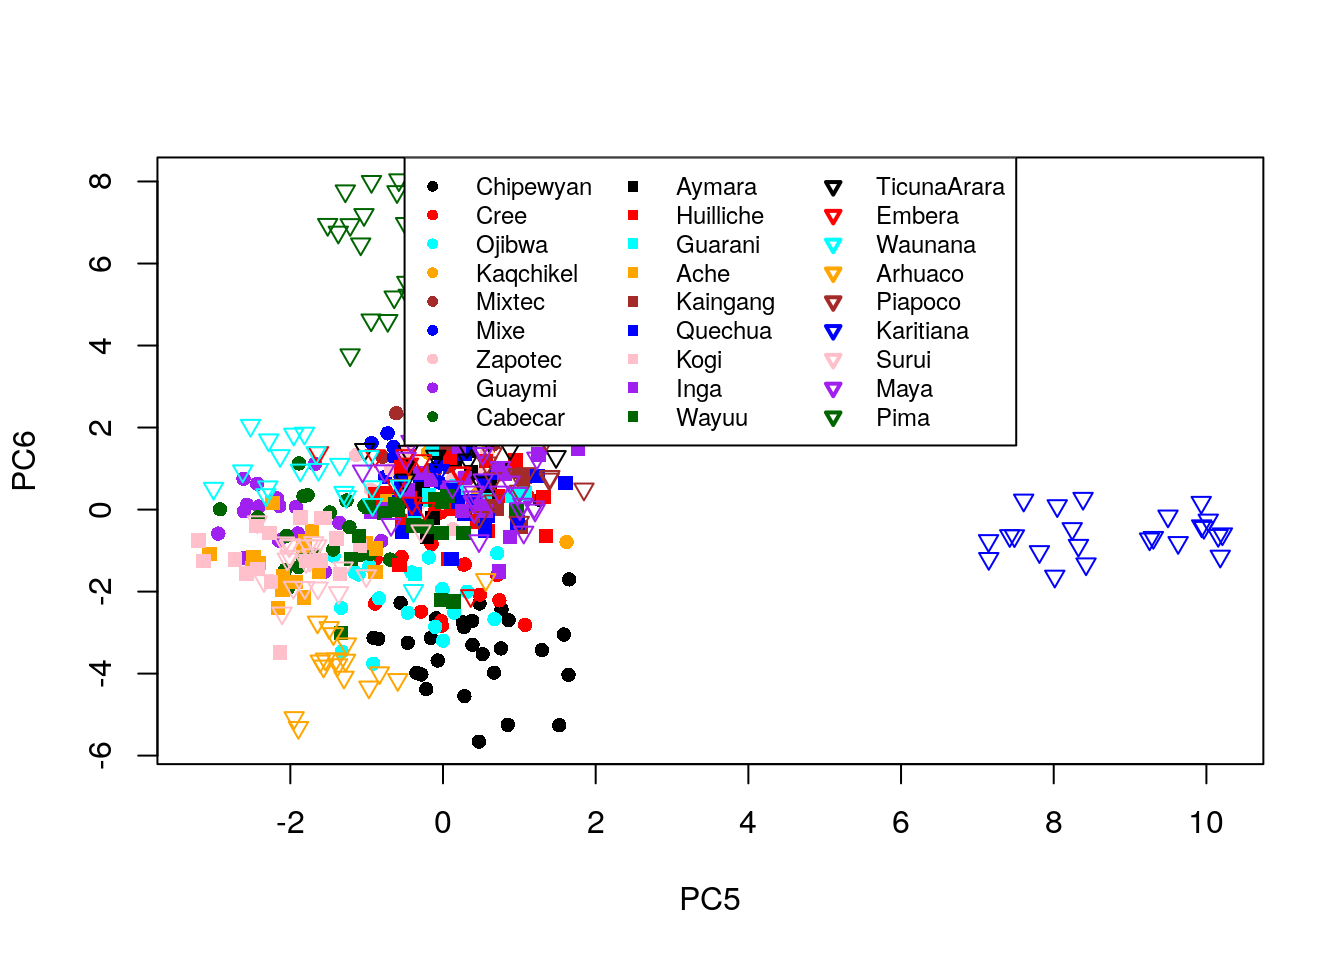 8
6
4
2
0
-2
-4
-6
PC6
Chipewyan Aymara TicunaArara
Cree Huilliche Embera
Ojibwa Guarani Waunana
Kaqchikel Ache Arhuaco
Mixtec Kaingang Piapoco
Mixe Quechua Karitiana
Zapotec Kogi Surui
Guaymi Inga Maya
Cabecar Wayuu Pima
-2 0 2 4 6 8 10
PC5